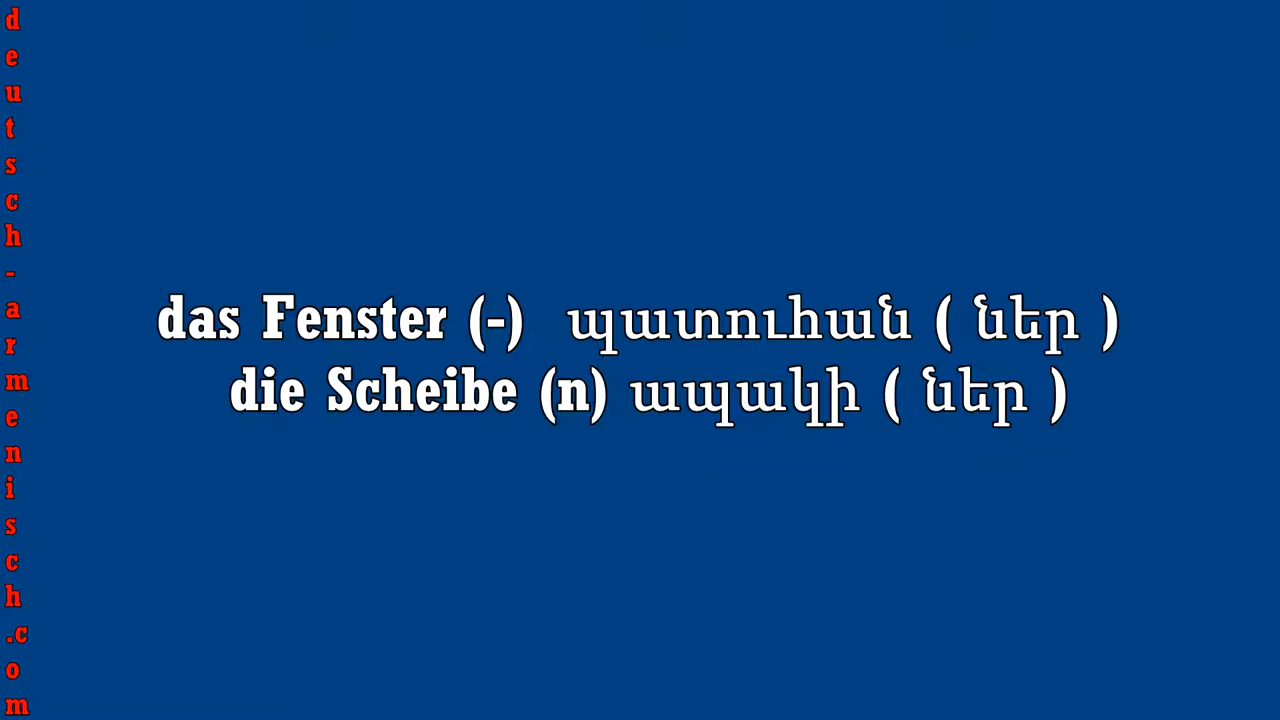 deutsch-armenisch.com
das Fenster (-) պատուհան ( ներ )
die Scheibe (n) ապակի ( ներ )